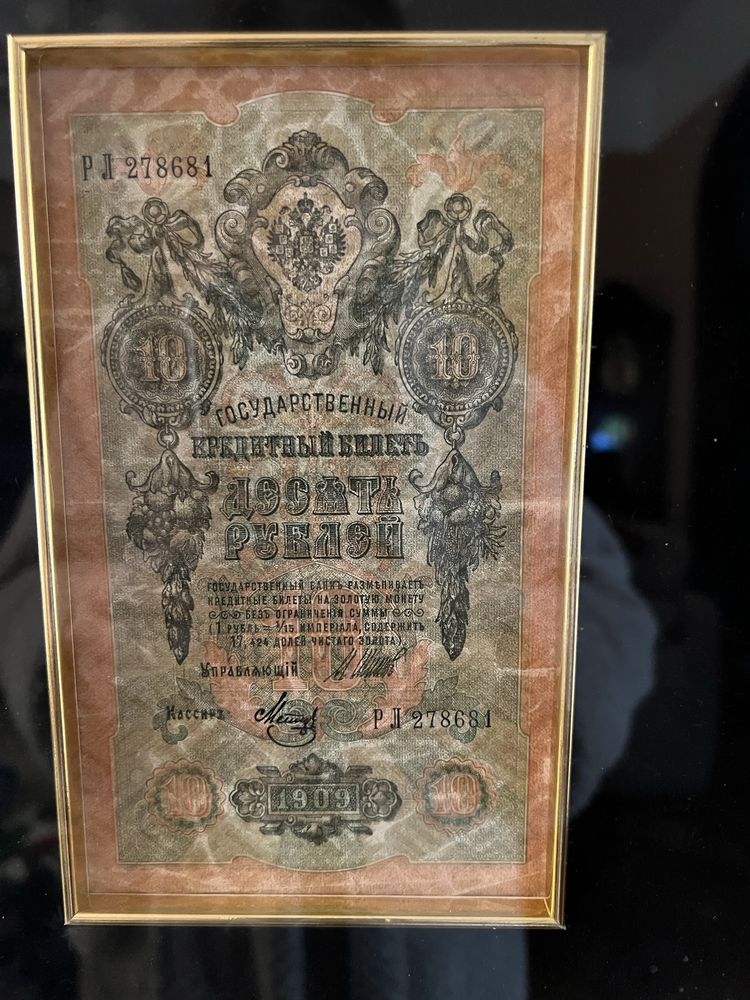 РЛ 278681
10
10
ГОСУДАРСТВЕННЫЙ
КРЕДИТНЫЙ БИЛЕТЪ
ДЕСЯТЬ
РУБЛЕЙ
ГОСУДАРСТВЕННЫЙ БАНКЪ РАЗМѢНИВАЕТЪ
КРЕДИТНЫЕ БИЛЕТЫ НА ЗОЛОТУЮ МОНЕТУ
БЕЗЪ ОГРАНИЧЕНІЯ СУММЫ
(1 РУБЛЬ = 1/15 ИМПЕРІАЛА, СОДЕРЖИТЪ
17,424 ДОЛЕЙ ЧИСТАГО ЗОЛОТА).
10
УПРАВЛЯЮЩІЙ
КАССИРЪ
РЛ 278681
10
1909
10